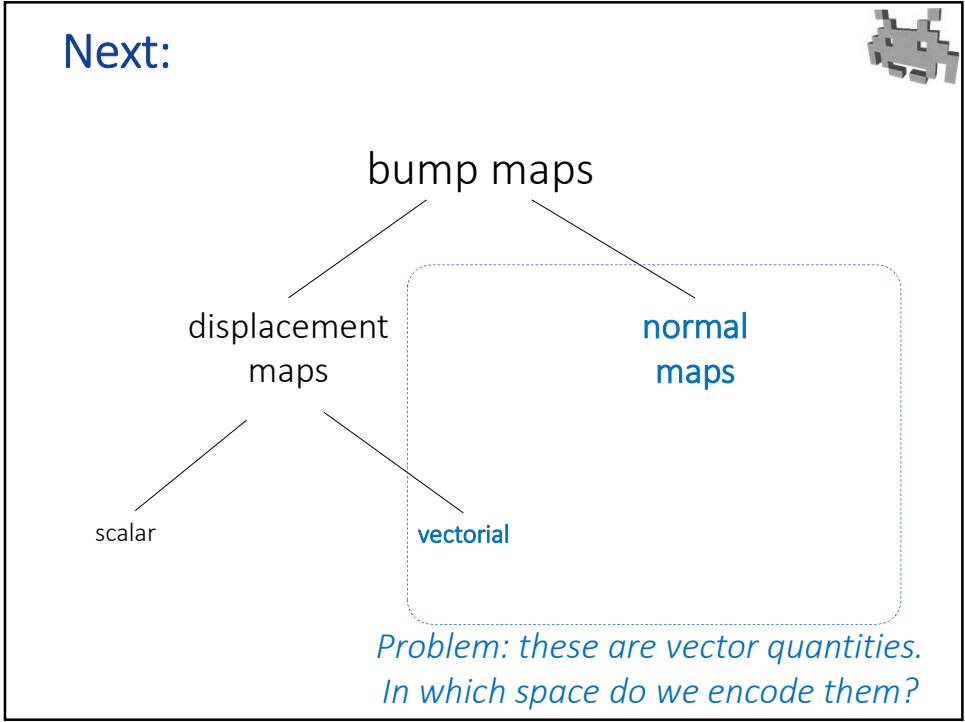 Next:
bump maps
displacement
maps
normal
maps
scalar
vectorial
Problem: these are vector quantities.
In which space do we encode them?